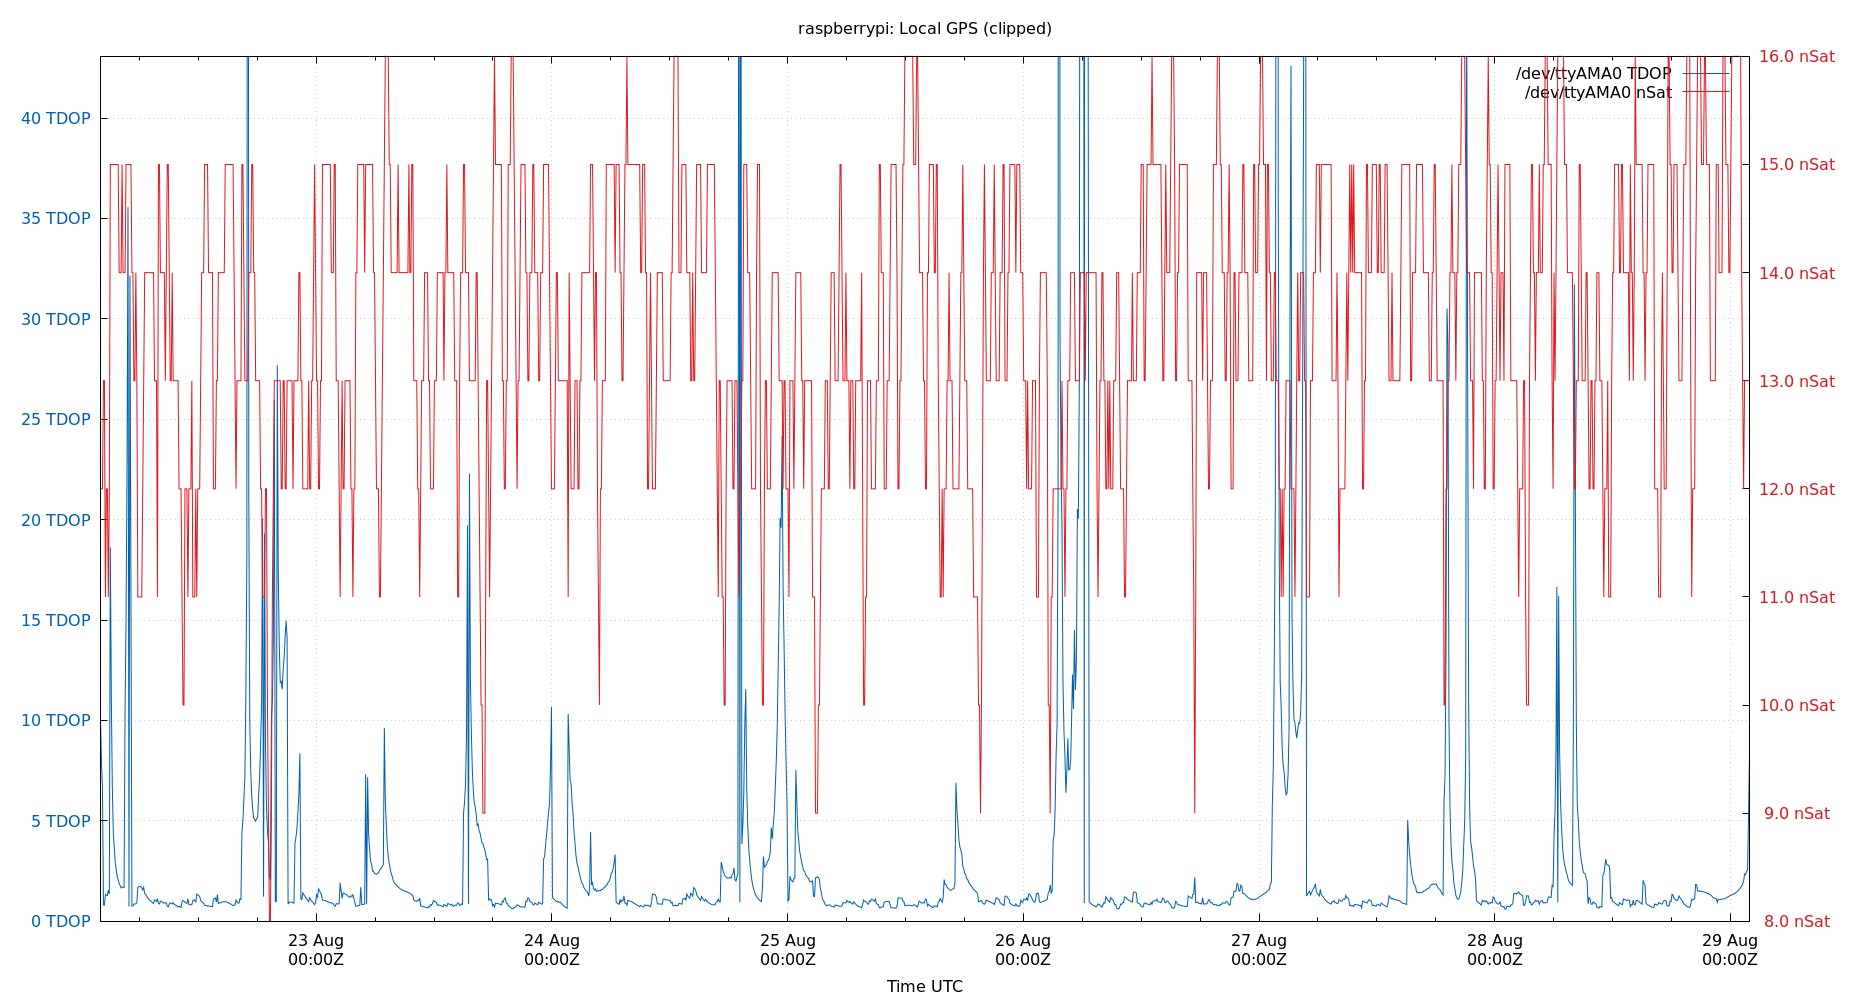 raspberrypi: Local GPS (clipped)
16.0 nSat
/dev/ttyAMA0 TDOP
/dev/ttyAMA0 nSat
40 TDOP
15.0 nSat
35 TDOP
14.0 nSat
30 TDOP
13.0 nSat
25 TDOP
12.0 nSat
20 TDOP
11.0 nSat
15 TDOP
10.0 nSat
10 TDOP
9.0 nSat
5 TDOP
8.0 nSat
0 TDOP
23 Aug 24 Aug 25 Aug 26 Aug 27 Aug 28 Aug 29 Aug
00:00Z 00:00Z 00:00Z 00:00Z 00:00Z 00:00Z 00:00Z
Time UTC